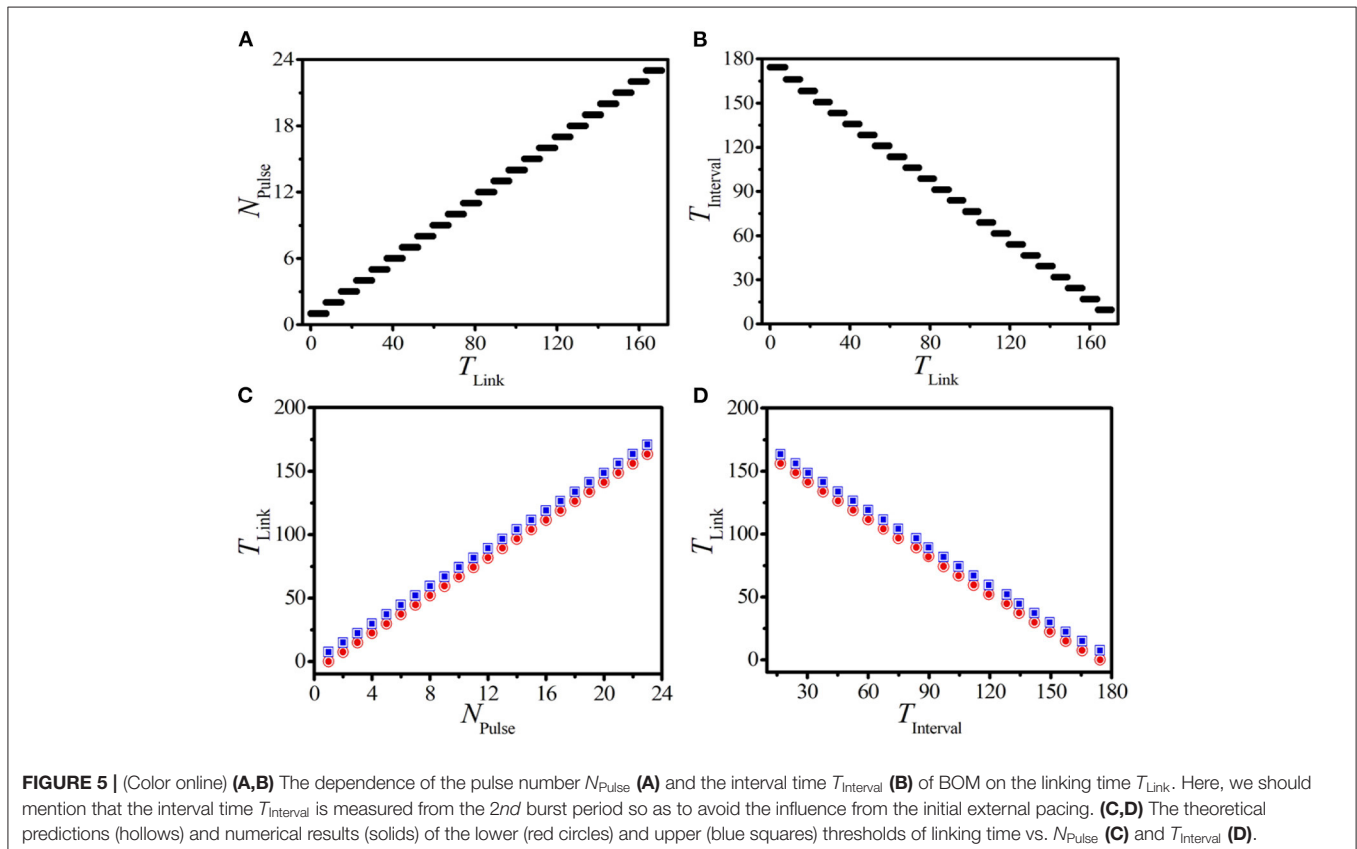 A
24
18
12
6
0
N_Pulse
0 40 80 120 160
T_Link
B
180
150
120
90
60
30
0
T_Interval
0 40 80 120 160
T_Link
C
200
150
100
50
0
T_Link
0 4 8 12 16 20 24
N_Pulse
D
200
150
100
50
0
T_Link
30 60 90 120 150 180
T_Interval
FIGURE 5 | (Color online) (A,B) The dependence of the pulse number N_Pulse (A) and the interval time T_Interval (B) of BOM on the linking time T_Link. Here, we should
mention that the interval time T_Interval is measured from the 2nd burst period so as to avoid the influence from the initial external pacing. (C,D) The theoretical
predictions (hollows) and numerical results (solids) of the lower (red circles) and upper (blue squares) thresholds of linking time vs. N_Pulse (C) and T_Interval (D).